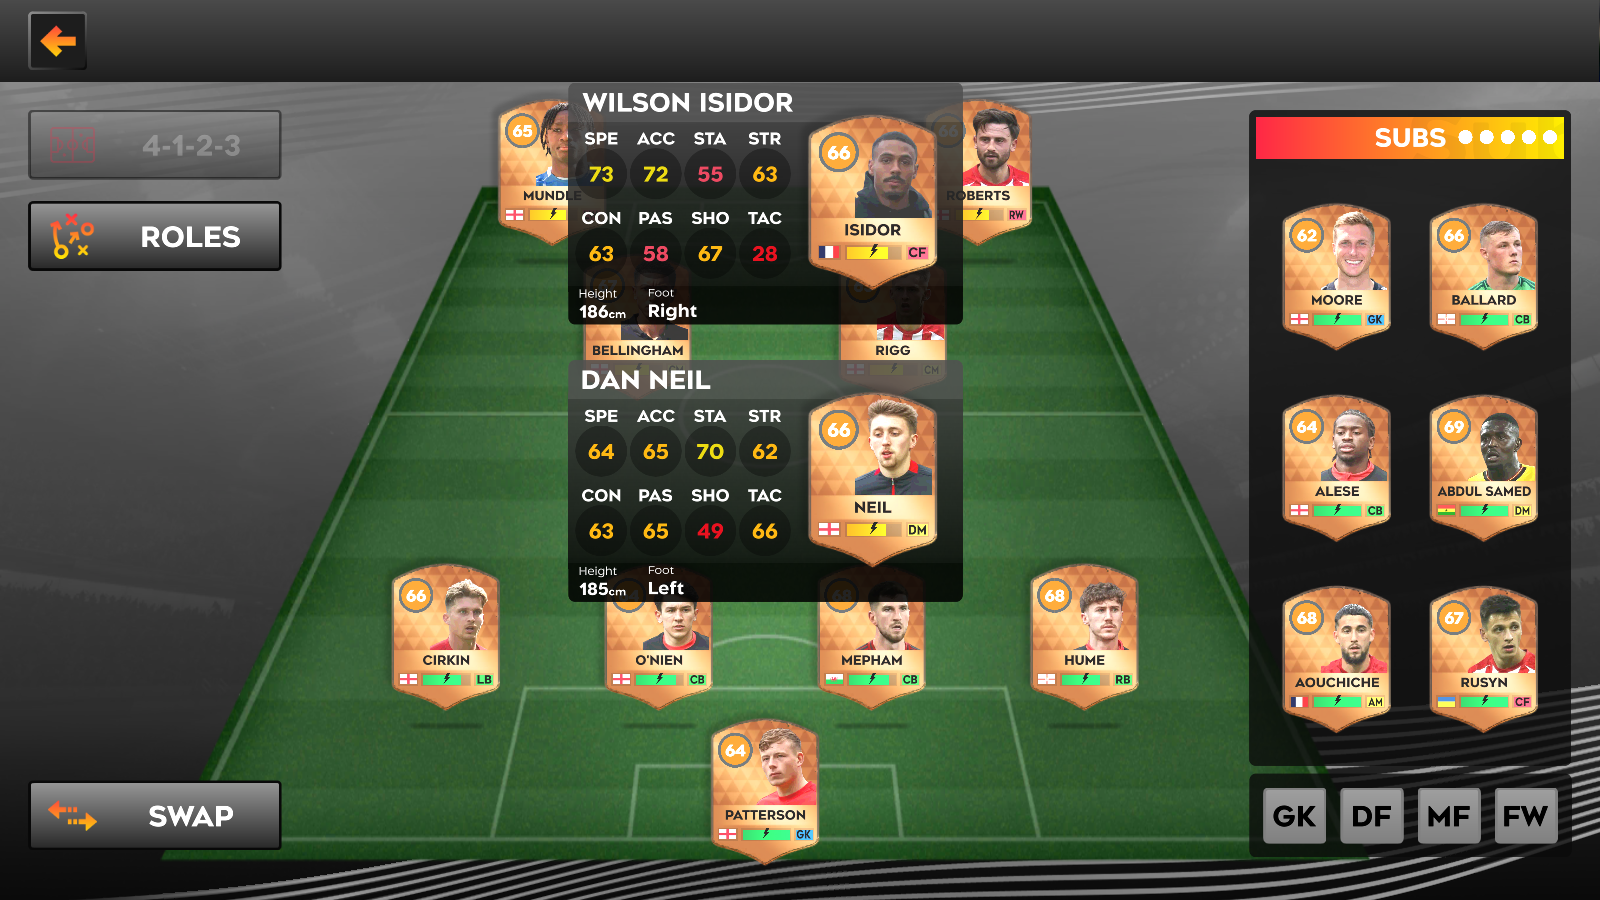 4-1-2-3
ROLES
SWAP
65
MUNDLE
66
ROBERTS
RW
WILSON ISIDOR
SPE ACC STA STR
73 72 55 63
CON PAS SHO TAC
63 58 67 28
Height Foot
186cm Right
66
ISIDOR
CF
BELLINGHAM
RIGG
CM
DAN NEIL
SPE ACC STA STR
64 65 70 62
CON PAS SHO TAC
63 65 49 66
Height Foot
185cm Left
66
NEIL
DM
66
CIRKIN
LB
O'NIEN
CB
68
MEPHAM
CB
68
HUME
RB
64
PATTERSON
GK
SUBS
62
MOORE
GK
66
BALLARD
CB
64
ALESE
CB
69
ABDUL SAMED
DM
68
AOUCHICHE
AM
67
RUSYN
CF
GK DF MF FW